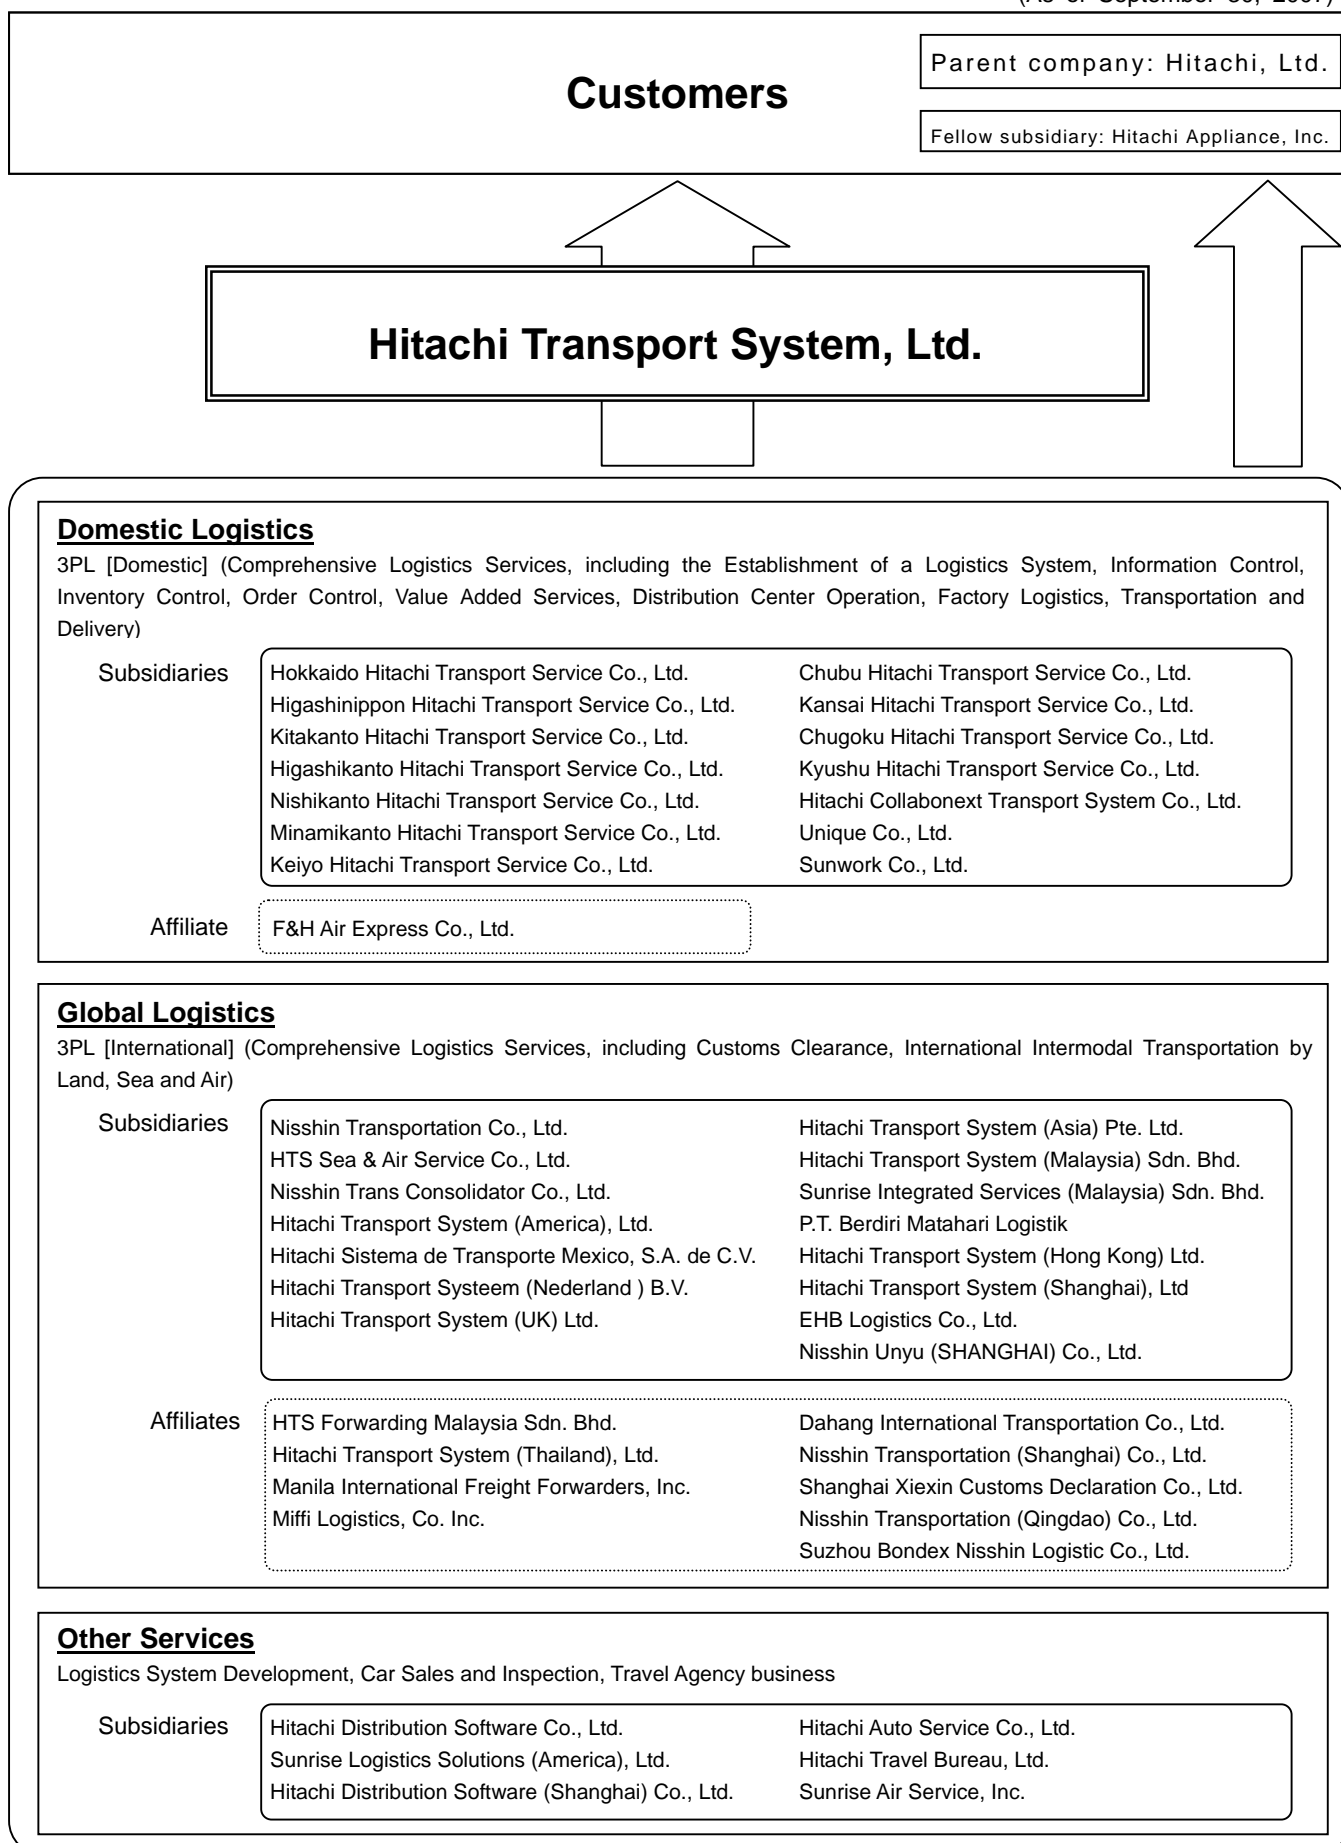 Parent company: Hitachi, Ltd.
Customers
Fellow subsidiary: Hitachi Appliance, Inc.
Hitachi Transport System, Ltd.
Domestic Logistics
3PL [Domestic] (Comprehensive Logistics Services, including the Establishment of a Logistics System, Information Control,
Inventory Control, Order Control, Value Added Services, Distribution Center Operation, Factory Logistics, Transportation and
Delivery)
Subsidiaries
Hokkaido Hitachi Transport Service Co., Ltd.
Higashinippon Hitachi Transport Service Co., Ltd.
Kitakanto Hitachi Transport Service Co., Ltd.
Higashikanto Hitachi Transport Service Co., Ltd.
Nishikanto Hitachi Transport Service Co., Ltd.
Minamikanto Hitachi Transport Service Co., Ltd.
Keiyo Hitachi Transport Service Co., Ltd.
Chubu Hitachi Transport Service Co., Ltd.
Kansai Hitachi Transport Service Co., Ltd.
Chugoku Hitachi Transport Service Co., Ltd.
Kyushu Hitachi Transport Service Co., Ltd.
Hitachi Collabonext Transport System Co., Ltd.
Unique Co., Ltd.
Sunwork Co., Ltd.
Affiliate
F&H Air Express Co., Ltd.
Global Logistics
3PL [International] (Comprehensive Logistics Services, including Customs Clearance, International Intermodal Transportation by
Land, Sea and Air)
Subsidiaries
Nisshin Transportation Co., Ltd.
HTS Sea & Air Service Co., Ltd.
Nisshin Trans Consolidator Co., Ltd.
Hitachi Transport System (America), Ltd.
Hitachi Sistema de Transporte Mexico, S.A. de C.V.
Hitachi Transport Systeem (Nederland ) B.V.
Hitachi Transport System (UK) Ltd.
Hitachi Transport System (Asia) Pte. Ltd.
Hitachi Transport System (Malaysia) Sdn. Bhd.
Sunrise Integrated Services (Malaysia) Sdn. Bhd.
P.T. Berdiri Matahari Logistik
Hitachi Transport System (Hong Kong) Ltd.
Hitachi Transport System (Shanghai), Ltd
EHB Logistics Co., Ltd.
Nisshin Unyu (SHANGHAI) Co., Ltd.
Affiliates
HTS Forwarding Malaysia Sdn. Bhd.
Hitachi Transport System (Thailand), Ltd.
Manila International Freight Forwarders, Inc.
Miffi Logistics, Co. Inc.
Dahang International Transportation Co., Ltd.
Nisshin Transportation (Shanghai) Co., Ltd.
Shanghai Xiexin Customs Declaration Co., Ltd.
Nisshin Transportation (Qingdao) Co., Ltd.
Suzhou Bondex Nisshin Logistic Co., Ltd.
Other Services
Logistics System Development, Car Sales and Inspection, Travel Agency business
Subsidiaries
Hitachi Distribution Software Co., Ltd.
Sunrise Logistics Solutions (America), Ltd.
Hitachi Distribution Software (Shanghai) Co., Ltd.
Hitachi Auto Service Co., Ltd.
Hitachi Travel Bureau, Ltd.
Sunrise Air Service, Inc.